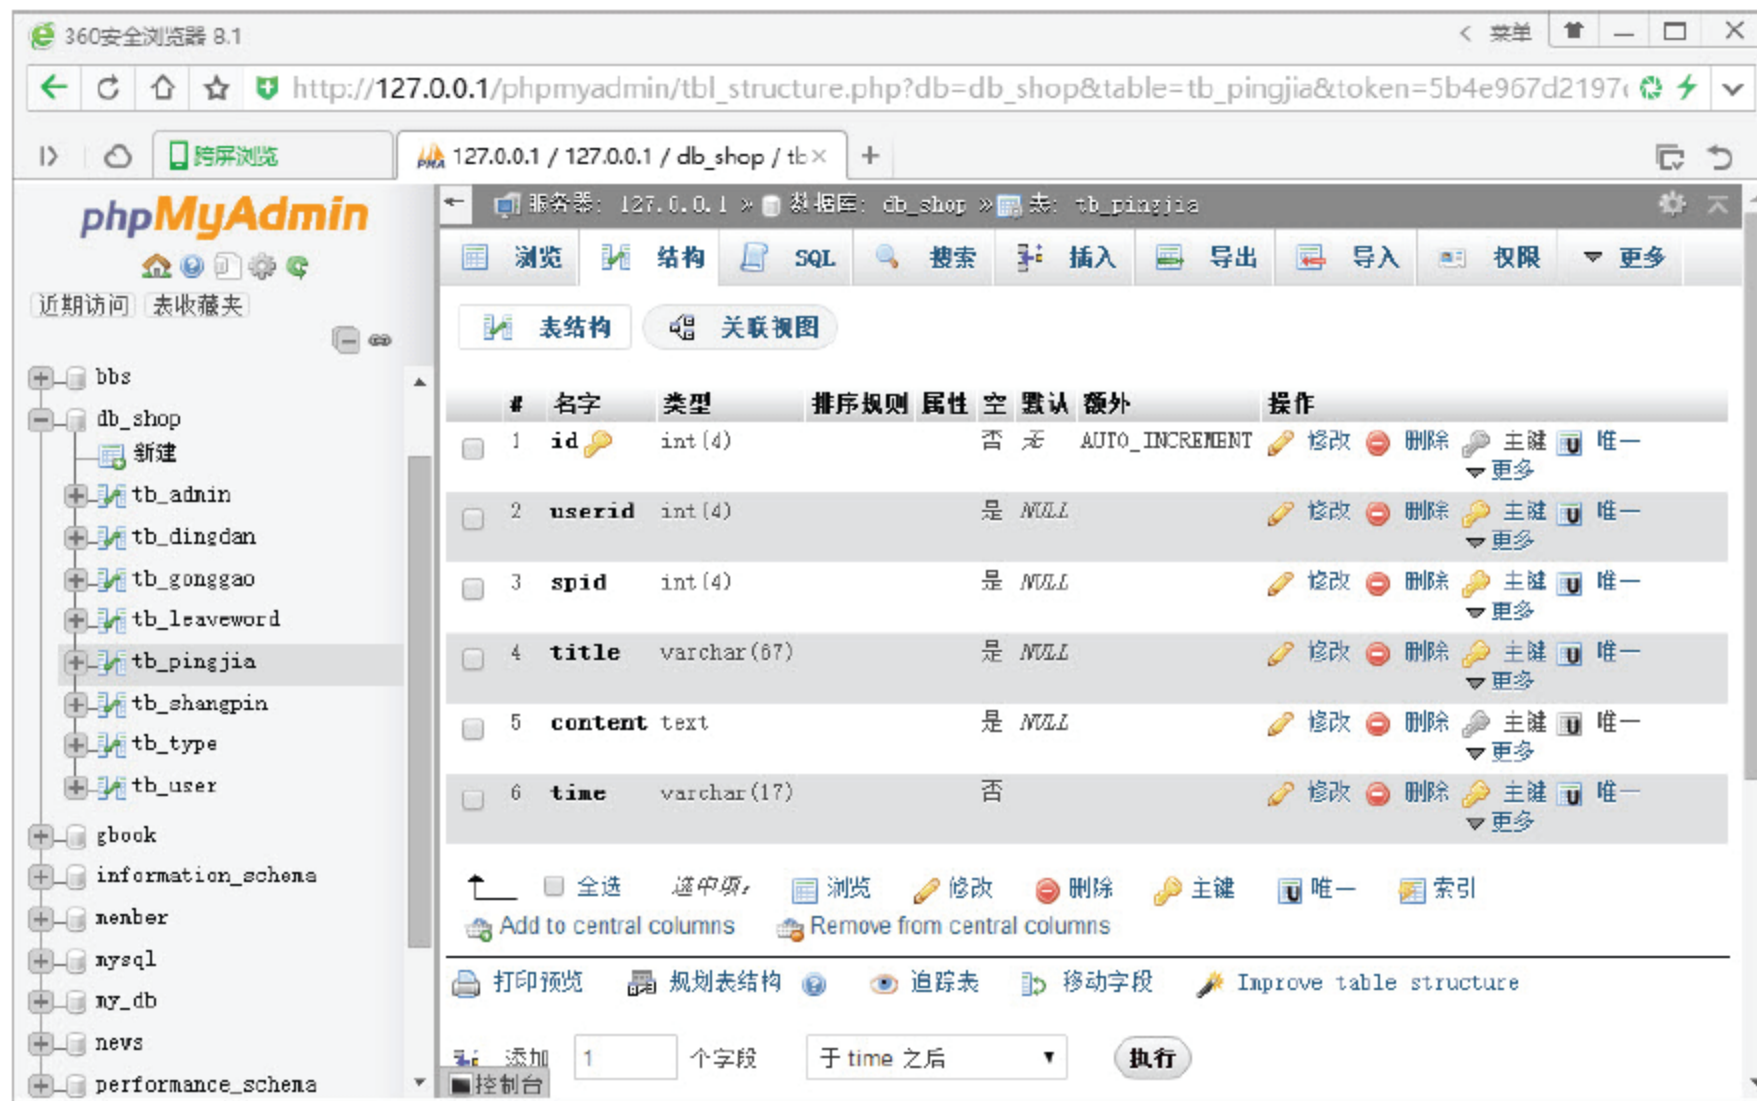 360安全浏览器 8.1
菜单
http://127.0.0.1/phpmyadmin/tbl_structure.php?db=db_shop&table=tb_pingjia&token=5b4e967d2197
跨屏浏览
127.0.0.1 / 127.0.0.1 / db_shop / tb
phpMyAdmin
近期访问 表收藏夹
bbs
db_shop
新建
tb_admin
tb_dingdan
tb_gonggao
tb_leaveword
tb_pingjia
tb_shangpin
tb_type
tb_user
gbook
information_schema
menber
mysql
my_db
news
performance_schema
服务器: 127.0.0.1 » 数据库: db_shop » 表: tb_pingjia
浏览 结构 SQL 搜索 插入 导出 导入 权限 更多
表结构 关联视图
# 名字 类型 排序规则 属性 空 默认 额外 操作
1 id int(4) 否 无 AUTO_INCREMENT 修改 删除 主键 唯一
更多
2 userid int(4) 是 NULL 修改 删除 主键 唯一
更多
3 spid int(4) 是 NULL 修改 删除 主键 唯一
更多
4 title varchar(67) 是 NULL 修改 删除 主键 唯一
更多
5 content text 是 NULL 修改 删除 主键 唯一
更多
6 time varchar(17) 否 修改 删除 主键 唯一
更多
全选 选中项: 浏览 修改 删除 主键 唯一 索引
Add to central columns Remove from central columns
打印预览 规划表结构 追踪表 移动字段 Improve table structure
添加 1 个字段 于 time 之后 执行
控制台